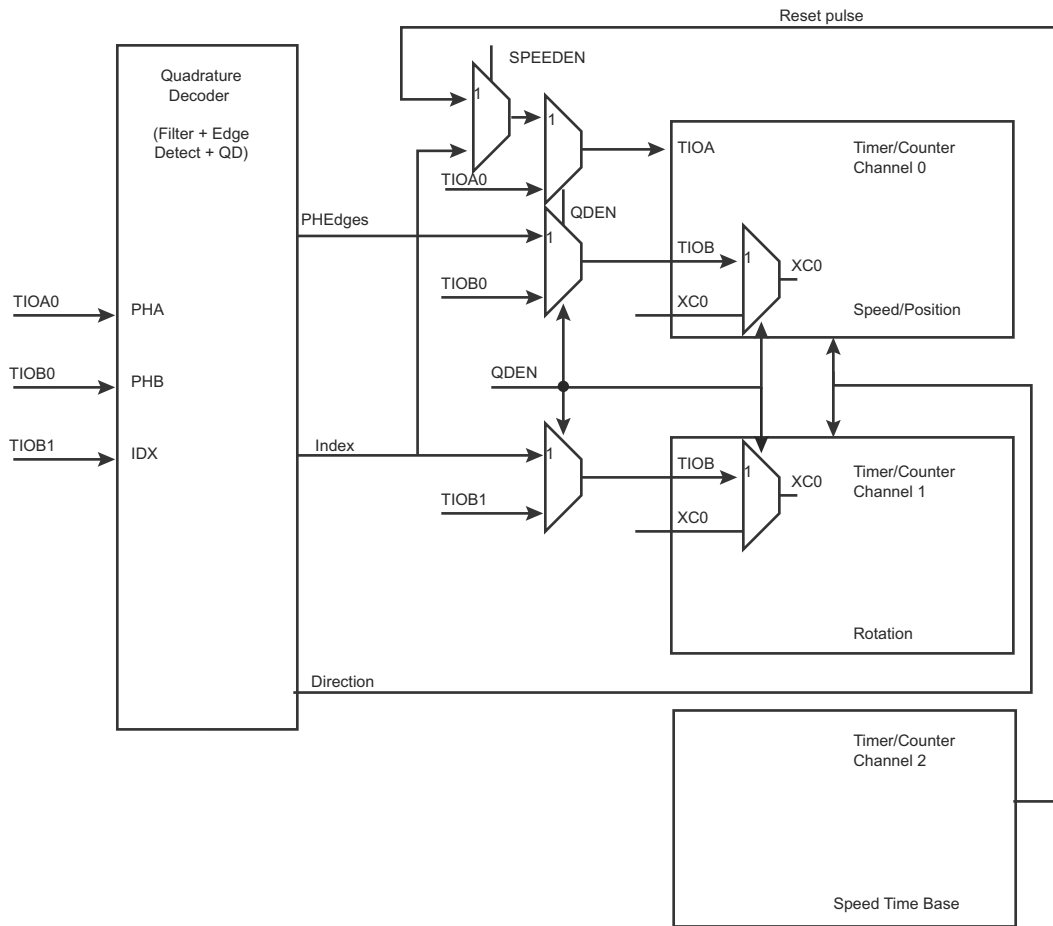 Reset pulse
SPEEDEN
Quadrature
Decoder
(Filter + Edge
Detect + QD)
1
1
TIOA
Timer/Counter
Channel 0
TIOA0
QDEN
PHEdges
1
TIOB
1
XC0
TIOB0
XC0
Speed/Position
TIOA0
PHA
QDEN
TIOB0
PHB
TIOB1
IDX
Index
1
TIOB
1
XC0
Timer/Counter
Channel 1
TIOB1
XC0
Rotation
Direction
Timer/Counter
Channel 2
Speed Time Base